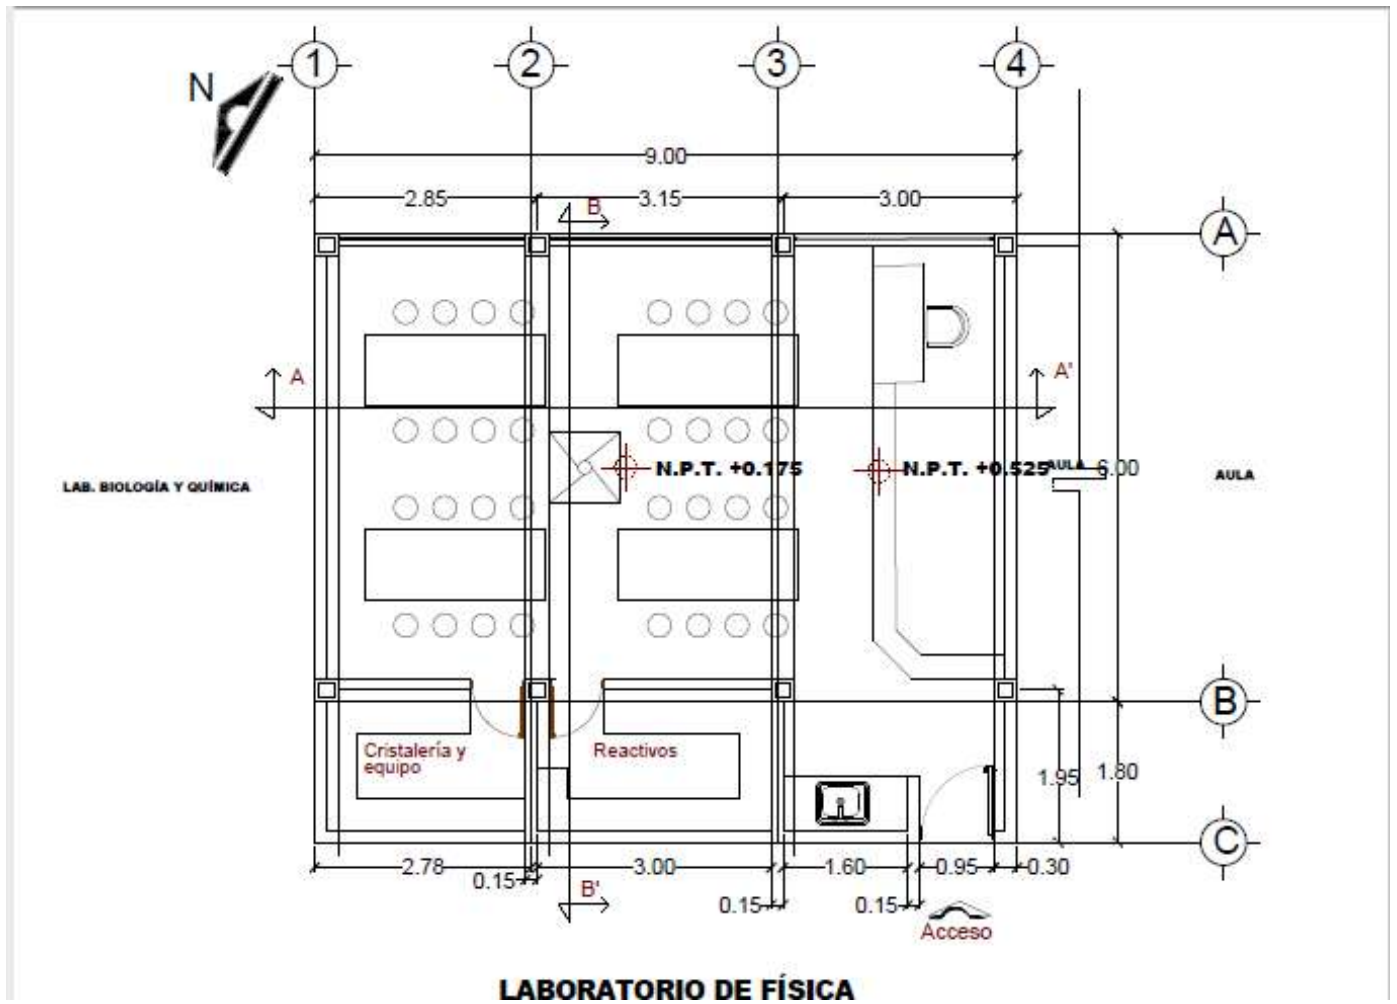 1
2
3
4
N
9.00
2.85
3.15
3.00
B
A
A
A'
N.P.T. +0.175
N.P.T. +0.525
AULA
6.00
AULA
LAB. BIOLOGÍA Y QUÍMICA
B
Cristalería y
equipo
Reactivos
1.95
1.80
C
2.78
0.15
3.00
1.60
0.95
0.30
B'
0.15
0.15
Acceso
LABORATORIO DE FÍSICA